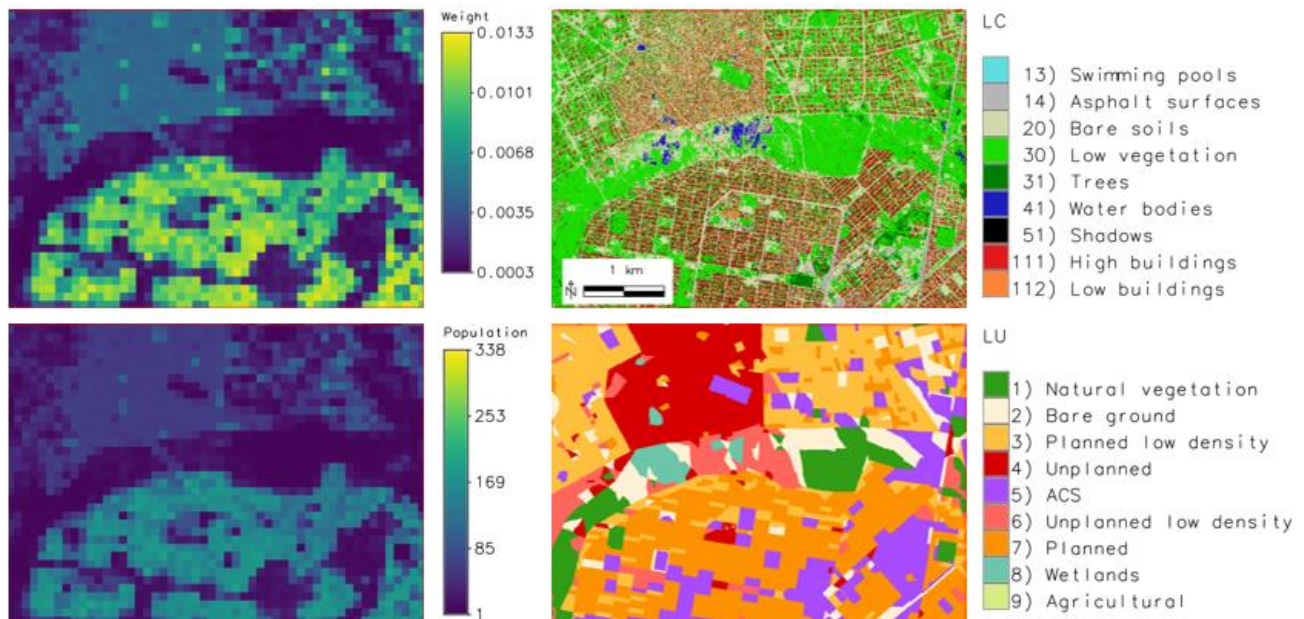 Weight
0.0133
0.0101
0.0068
0.0035
0.0003
1 km
N
LC
13) Swimming pools
14) Asphalt surfaces
20) Bare soils
30) Low vegetation
31) Trees
41) Water bodies
51) Shadows
111) High buildings
112) Low buildings
Population
338
253
169
85
1
LU
1) Natural vegetation
2) Bare ground
3) Planned low density
4) Unplanned
5) ACS
6) Unplanned low density
7) Planned
8) Wetlands
9) Agricultural